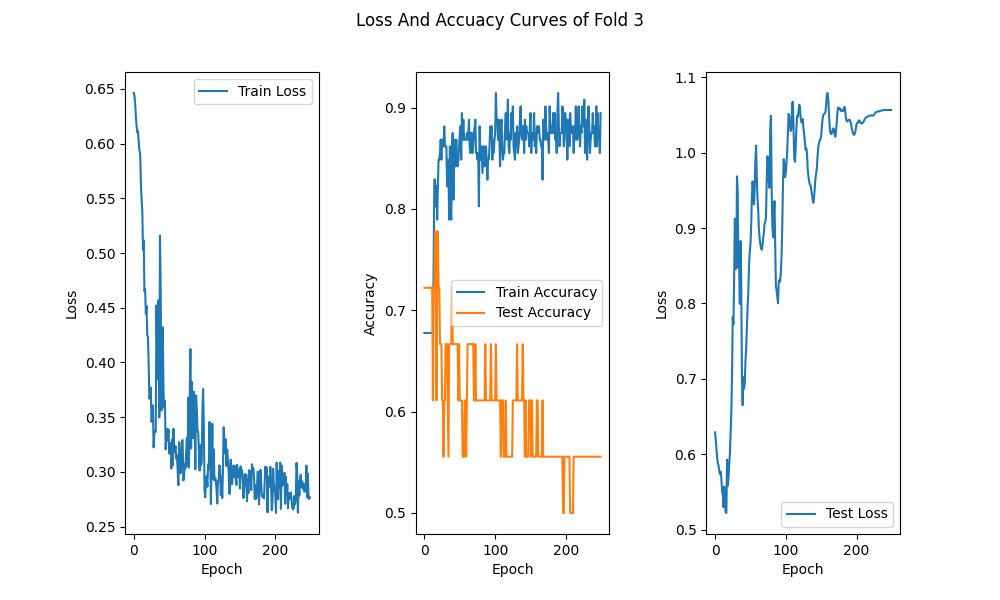 Loss And Accuacy Curves of Fold 3
0.65
0.60
0.55
0.50
0.45
0.40
0.35
0.30
0.25
Loss
Train Loss
0 100 200
Epoch
0.9
0.8
0.7
0.6
0.5
Accuracy
Train Accuracy
Test Accuracy
0 100 200
Epoch
1.1
1.0
0.9
0.8
0.7
0.6
0.5
Loss
Test Loss
0 100 200
Epoch